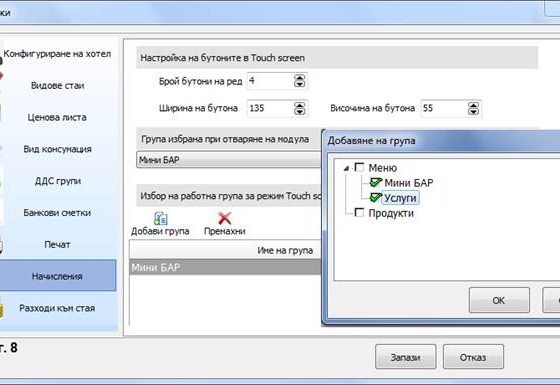 ки
Конфигуриране на хотел
Видове стаи
Ценова листа
Вид консумация
ДДС групи
Банкови сметки
Печат
Начисления
Разходи към стая
Настройка на бутоните в Touch screen
Брой бутони на ред 4
Ширина на бутона 135 Височина на бутона 55
Група избрана при отваряне на модула
Мини БАР
Избор на работна група за режим Touch sc
Добави група Премахни
Име на група
Мини БАР
Добавяне на група
Меню
Мини БАР
Услуги
Продукти
OK
Запази Отказ
г. 8